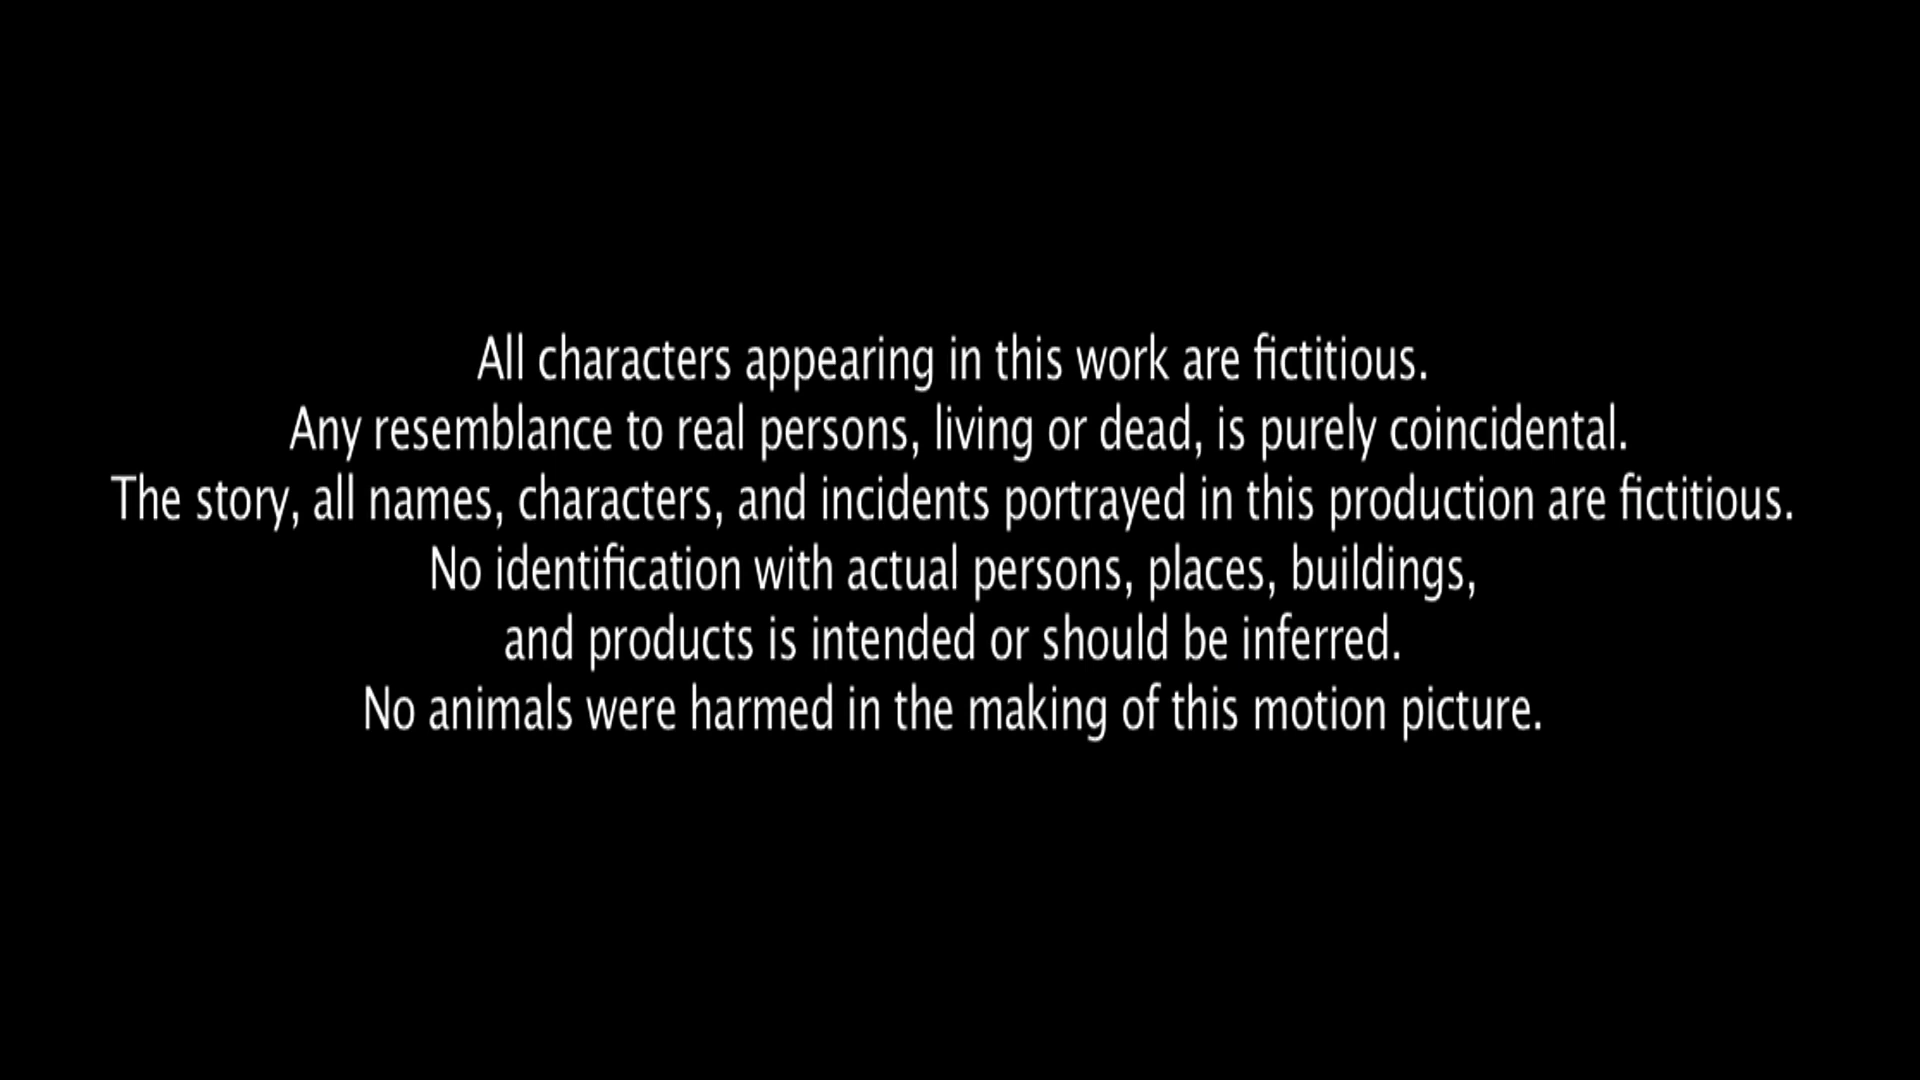 All characters appearing in this work are fictitious.
Any resemblance to real persons, living or dead, is purely coincidental.
The story, all names, characters, and incidents portrayed in this production are fictitious.
No identification with actual persons, places, buildings,
and products is intended or should be inferred.
No animals were harmed in the making of this motion picture.